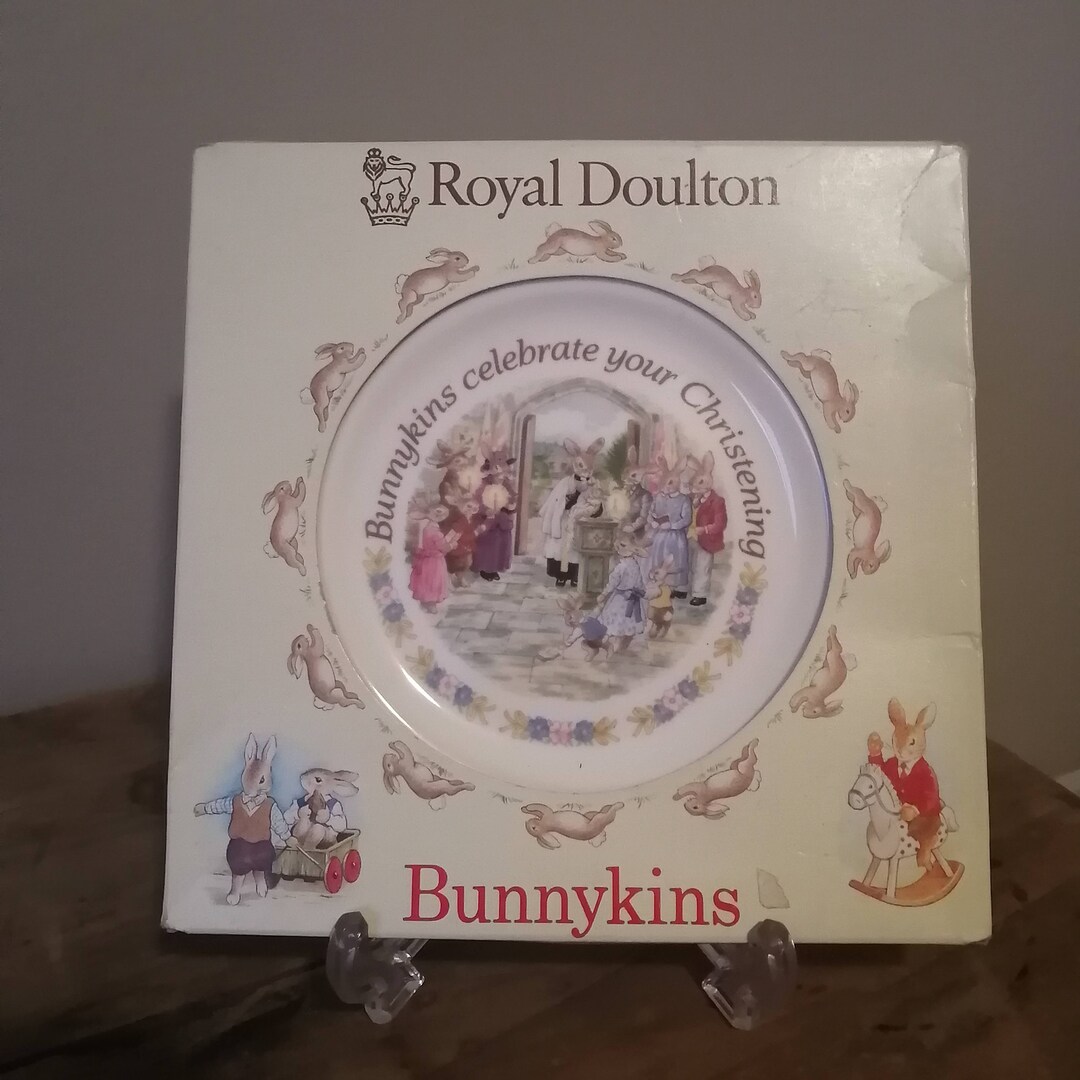 Royal Doulton
Bunnykins celebrate your Christening
Bunnykins